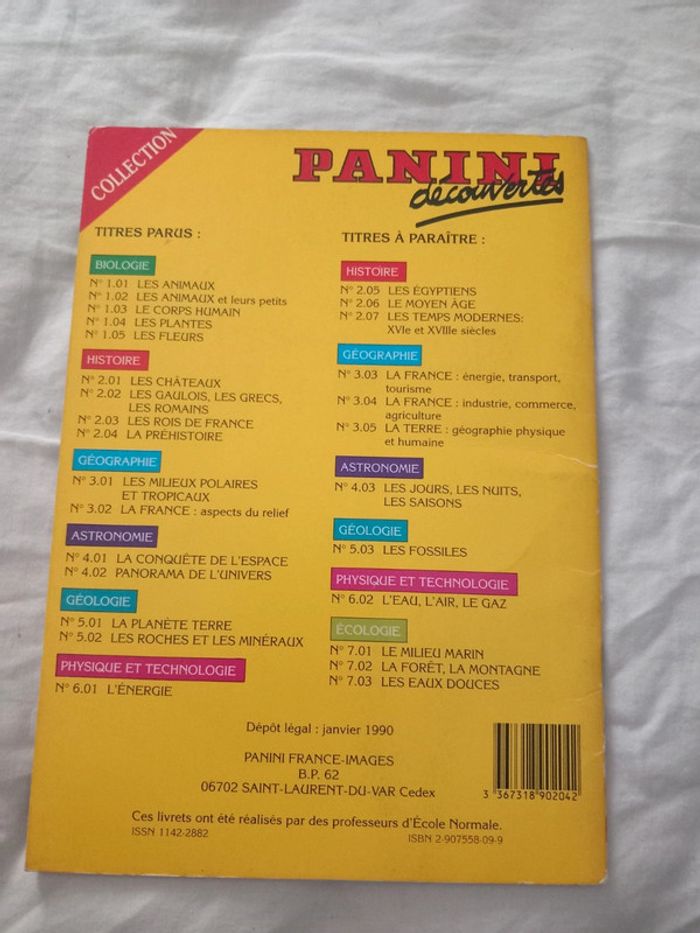 COLLECTION
PANINI
découvertes
TITRES PARUS :
BIOLOGIE
N° 1.01 LES ANIMAUX
N° 1.02 LES ANIMAUX et leurs petits
N° 1.03 LE CORPS HUMAIN
N° 1.04 LES PLANTES
N° 1.05 LES FLEURS
HISTOIRE
N° 2.01 LES CHÂTEAUX
N° 2.02 LES GAULOIS, LES GRECS,
LES ROMAINS
N° 2.03 LES ROIS DE FRANCE
N° 2.04 LA PRÉHISTOIRE
GÉOGRAPHIE
N° 3.01 LES MILIEUX POLAIRES
ET TROPICAUX
N° 3.02 LA FRANCE : aspects du relief
ASTRONOMIE
N° 4.01 LA CONQUÊTE DE L'ESPACE
N° 4.02 PANORAMA DE L'UNIVERS
GÉOLOGIE
N° 5.01 LA PLANÈTE TERRE
N° 5.02 LES ROCHES ET LES MINÉRAUX
PHYSIQUE ET TECHNOLOGIE
N° 6.01 L'ÉNERGIE
TITRES À PARAÎTRE :
HISTOIRE
N° 2.05 LES ÉGYPTIENS
N° 2.06 LE MOYEN ÂGE
N° 2.07 LES TEMPS MODERNES:
XVIe et XVIIIe siècles
GÉOGRAPHIE
N° 3.03 LA FRANCE : énergie, transport,
tourisme
N° 3.04 LA FRANCE : industrie, commerce,
agriculture
N° 3.05 LA TERRE : géographie physique
et humaine
ASTRONOMIE
N° 4.03 LES JOURS, LES NUITS,
LES SAISONS
GÉOLOGIE
N° 5.03 LES FOSSILES
PHYSIQUE ET TECHNOLOGIE
N° 6.02 L'EAU, L'AIR, LE GAZ
ÉCOLOGIE
N° 7.01 LE MILIEU MARIN
N° 7.02 LA FORÊT, LA MONTAGNE
N° 7.03 LES EAUX DOUCES
Dépôt légal : janvier 1990
PANINI FRANCE-IMAGES
B.P. 62
06702 SAINT-LAURENT-DU-VAR Cedex
3 367318 902042
Ces livrets ont été réalisés par des professeurs d'École Normale.
ISSN 1142-2882
ISBN 2-907558-09-9